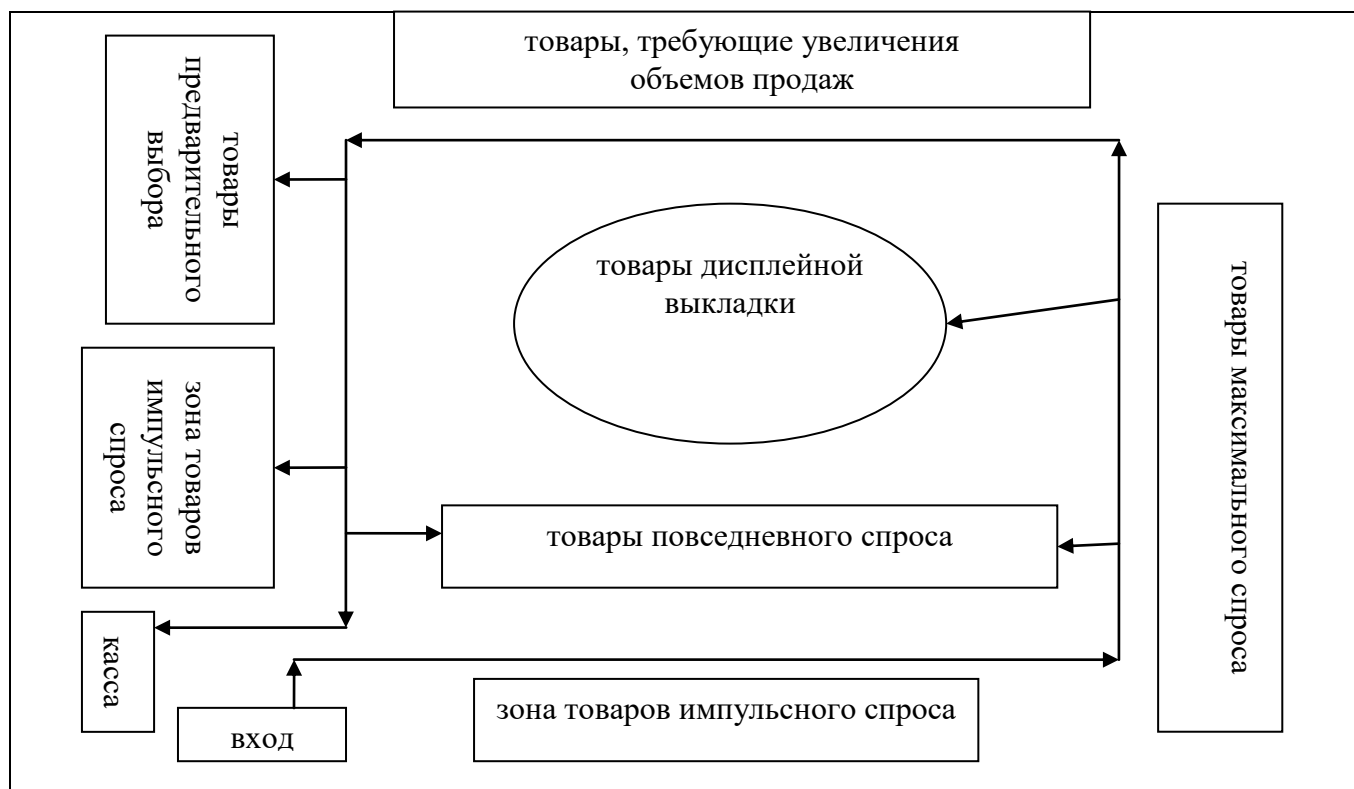 товары, требующие увеличения
объемов продаж
товары
предварительного
выбора
товары дисплейной
выкладки
товары максимального спроса
зона товаров
импульсного
спроса
товары повседневного спроса
касса
вход
зона товаров импульсного спроса